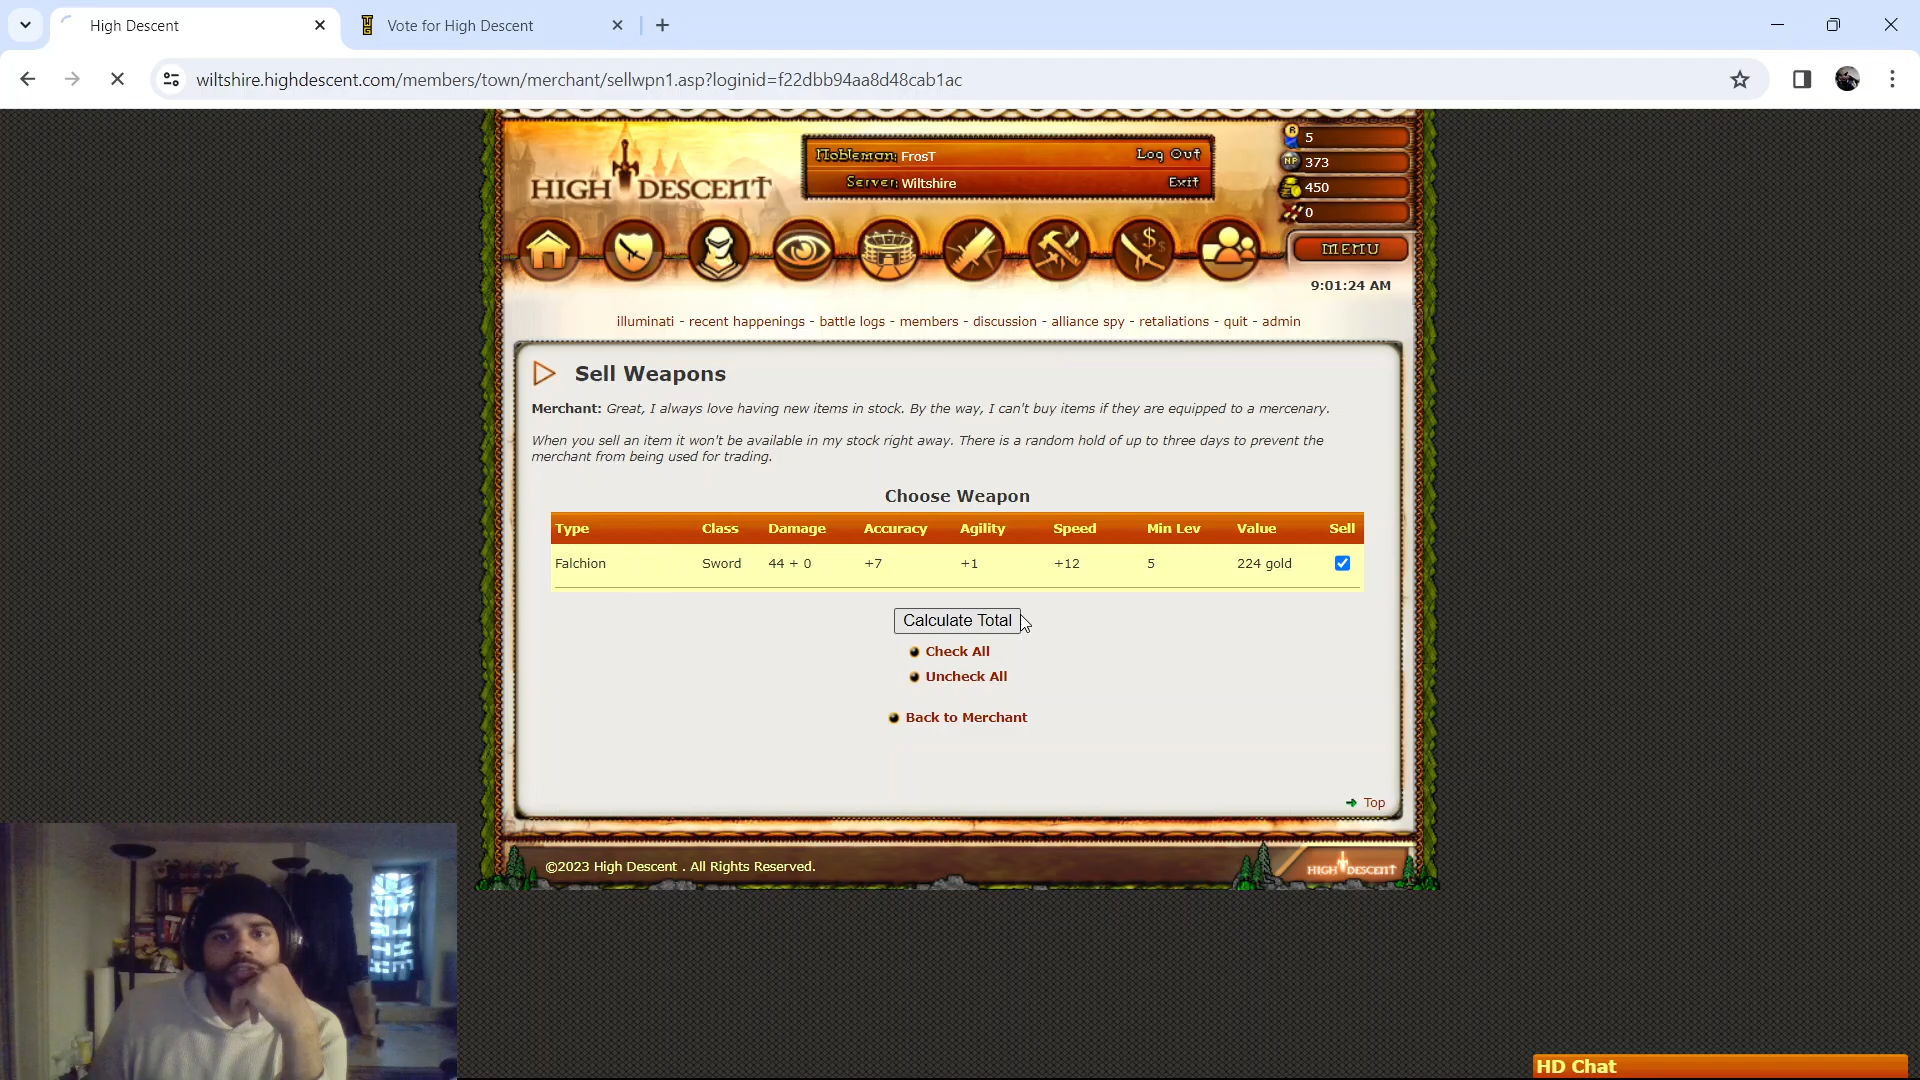 High Descent
Vote for High Descent
wiltshire.highdescent.com/members/town/merchant/sellwpn1.asp?loginid=f22dbb94aa8d48cab1ac
HIGH DESCENT
Nobleman: FrosT
Log Out
Server: Wiltshire
Exit
R 5
NP 373
450
0
MENU
9:01:24 AM
illuminati - recent happenings - battle logs - members - discussion - alliance spy - retaliations - quit - admin
Sell Weapons
Merchant: Great, I always love having new items in stock. By the way, I can't buy items if they are equipped to a mercenary.
When you sell an item it won't be available in my stock right away. There is a random hold of up to three days to prevent the
merchant from being used for trading.
Choose Weapon
Type Class Damage Accuracy Agility Speed Min Lev Value Sell
Falchion Sword 44 + 0 +7 +1 +12 5 224 gold
Calculate Total
Check All
Uncheck All
Back to Merchant
Top
©2023 High Descent . All Rights Reserved.
HIGH DESCENT
HD Chat